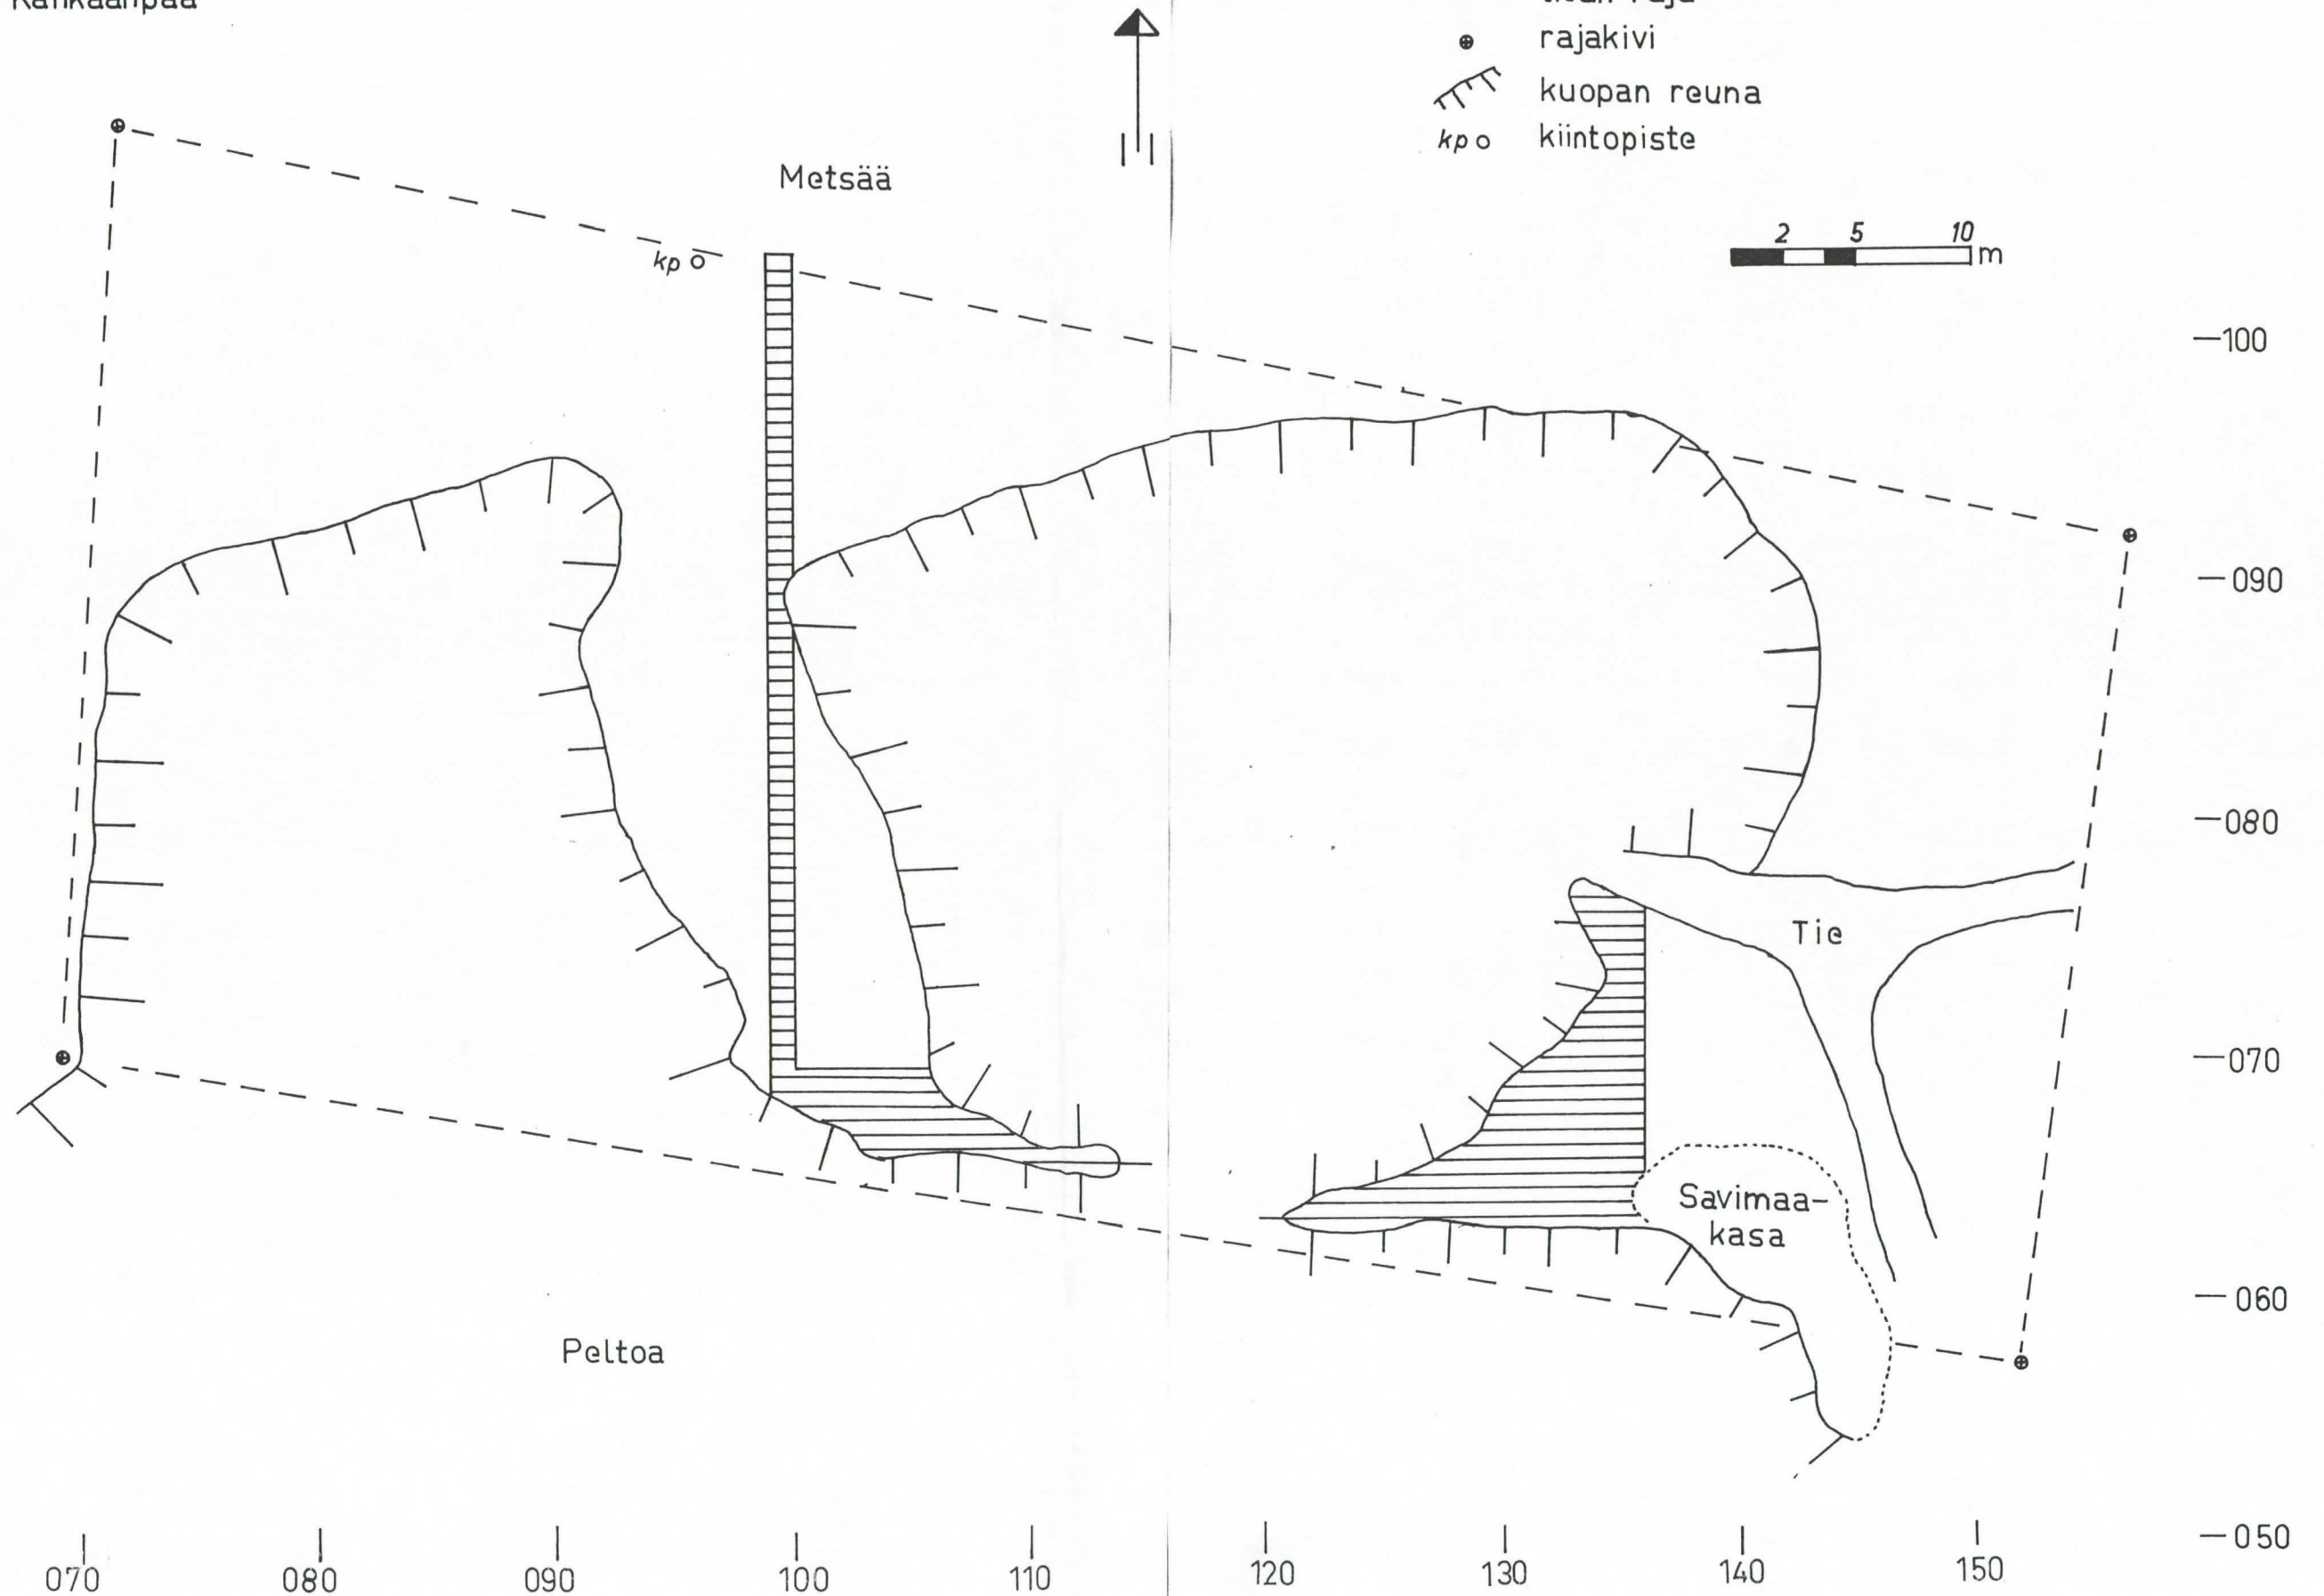 Kankaanpää
rajakivi
kuopan reuna
kp kiintopiste
Metsää
2 5 10
m
kp
100
090
080
Tie
070
Savimaa-
kasa
060
Peltoa
050
070 080 090 100 110 120 130 140 150